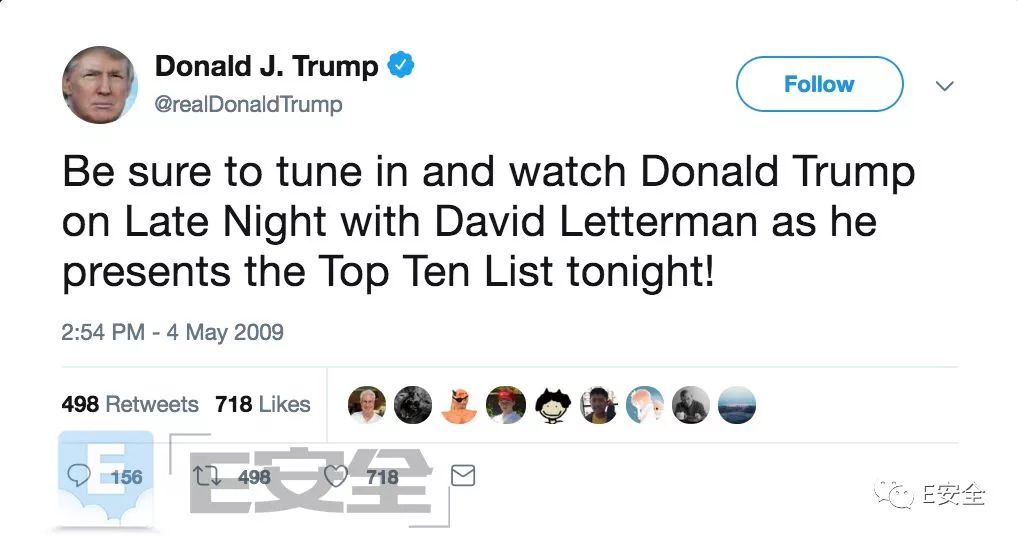 Donald J. Trump
@realDonaldTrump
Follow
Be sure to tune in and watch Donald Trump
on Late Night with David Letterman as he
presents the Top Ten List tonight!
2:54 PM - 4 May 2009
498 Retweets 718 Likes
E
156 498 718
E安全
E安全